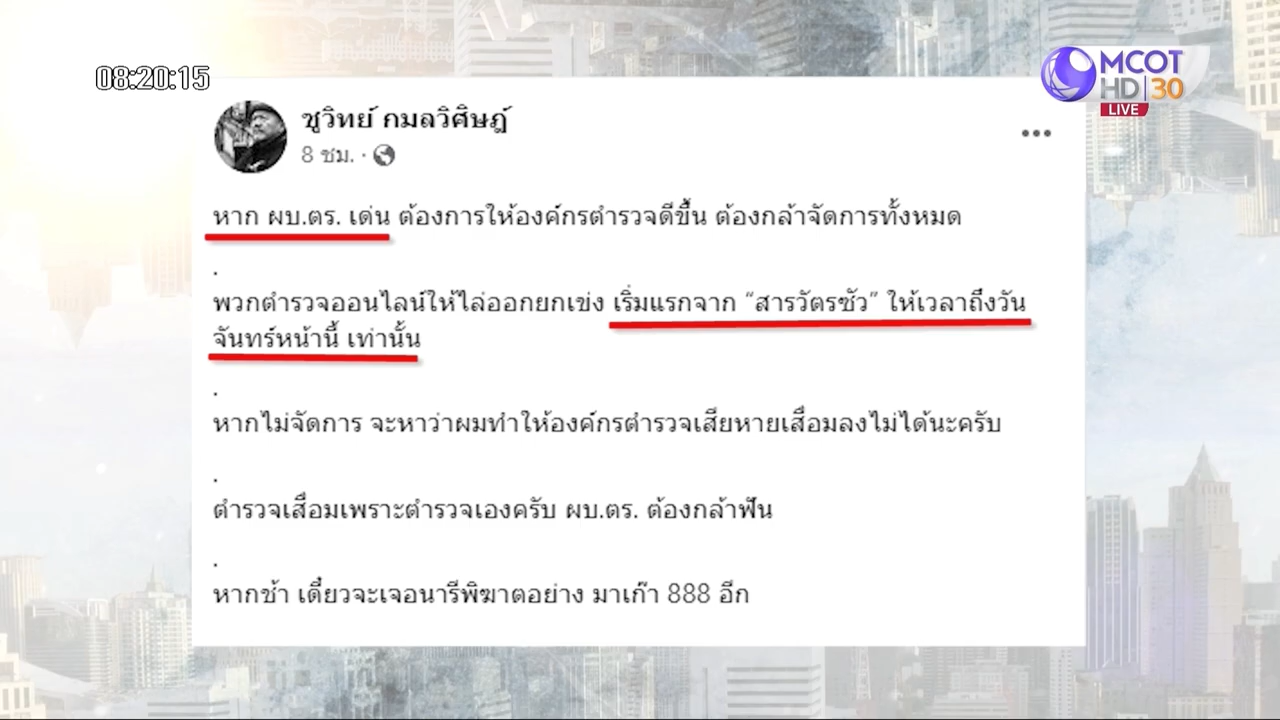 08:20:15
MCOT
HD 30
LIVE
ชูวิทย์ กมลวิศิษฎ์
8 ชม. ·
หาก ผบ.ตร. เด่น ต้องการให้องค์กรตำรวจดีขึ้น ต้องกล้าจัดการทั้งหมด
.
พวกตำรวจออนไลน์ให้ไล่ออกยกเข่ง เริ่มแรกจาก “สารวัตรซัว” ให้เวลาถึงวัน
จันทร์หน้านี้ เท่านั้น
.
หากไม่จัดการ จะหาว่าผมทำให้องค์กรตำรวจเสียหายเสื่อมลงไม่ได้นะครับ
.
ตำรวจเสื่อมเพราะตำรวจเองครับ ผบ.ตร. ต้องกล้าฟัน
.
หากช้า เดี๋ยวจะเจอนารีพิฆาตอย่าง มาเก๊า 888 อีก